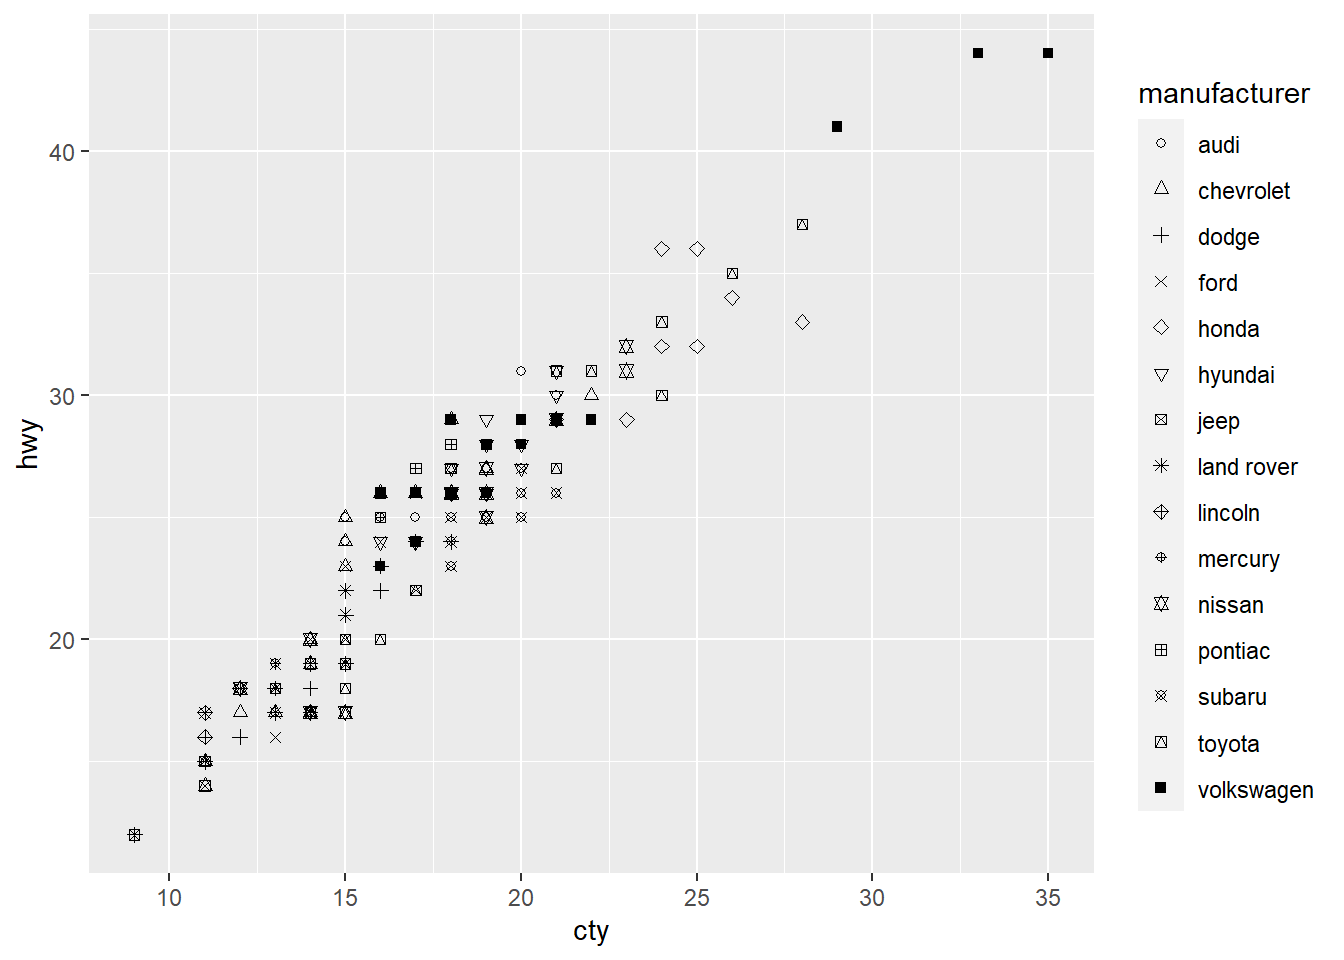 hwy
40
30
20
10 15 20 25 30 35
cty
manufacturer
audi
chevrolet
dodge
ford
honda
hyundai
jeep
land rover
lincoln
mercury
nissan
pontiac
subaru
toyota
volkswagen